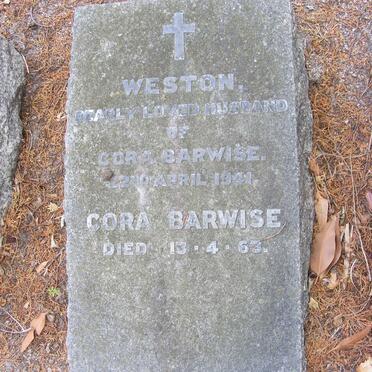 WESTON,
DEARLY LOVED HUSBAND
OF
CORA BARWISE.
APRIL 1941.
CORA BARWISE
DIED 13·4·63.